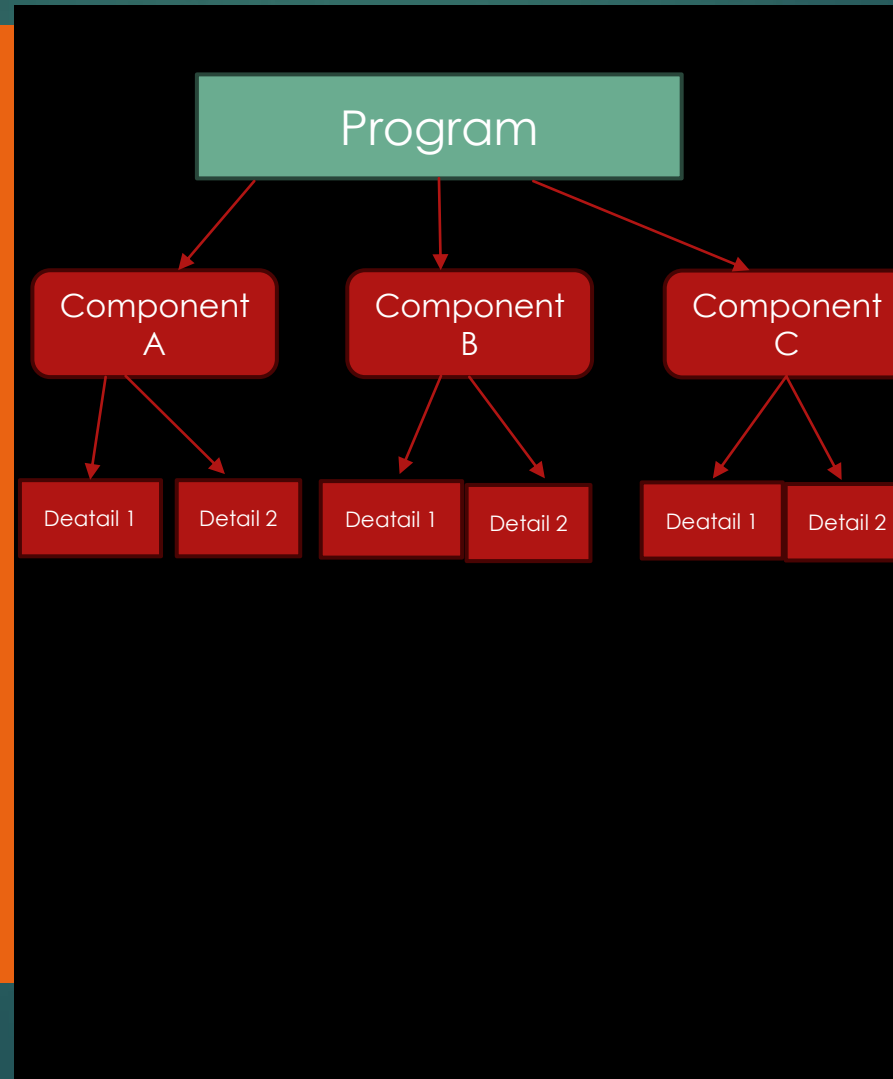 Program
Component
A
Component
B
Component
C
Deatail 1
Detail 2
Deatail 1
Detail 2
Deatail 1
Detail 2